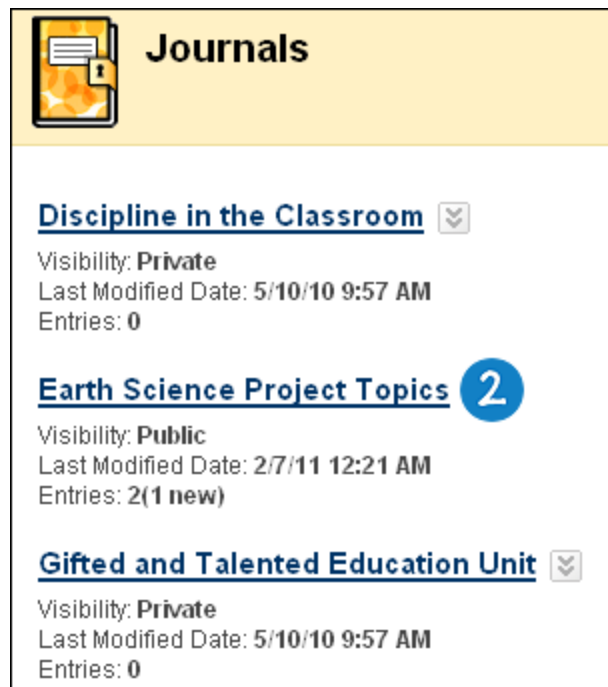 Journals
Discipline in the Classroom
Visibility: Private
Last Modified Date: 5/10/10 9:57 AM
Entries: 0
Earth Science Project Topics 2
Visibility: Public
Last Modified Date: 2/7/11 12:21 AM
Entries: 2(1 new)
Gifted and Talented Education Unit
Visibility: Private
Last Modified Date: 5/10/10 9:57 AM
Entries: 0